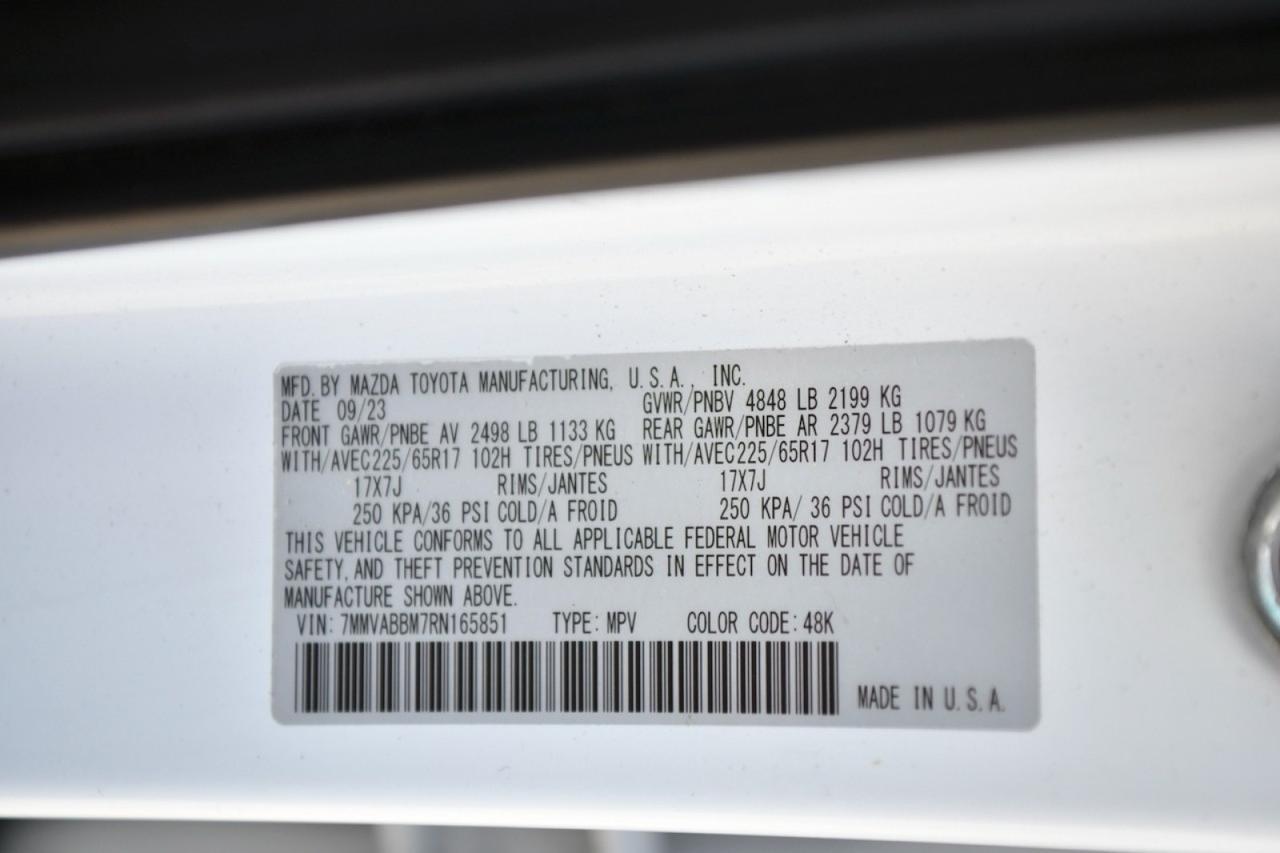 MFD. BY MAZDA TOYOTA MANUFACTURING, U.S.A., INC.
DATE 09/23 GVWR/PNBV 4848 LB 2199 KG
FRONT GAWR/PNBE AV 2498 LB 1133 KG REAR GAWR/PNBE AR 2379 LB 1079 KG
WITH/AVEC225/65R17 102H TIRES/PNEUS WITH/AVEC225/65R17 102H TIRES/PNEUS
17X7J RIMS/JANTES 17X7J RIMS/JANTES
250 KPA/36 PSI COLD/A FROID 250 KPA/ 36 PSI COLD/A FROID
THIS VEHICLE CONFORMS TO ALL APPLICABLE FEDERAL MOTOR VEHICLE
SAFETY, AND THEFT PREVENTION STANDARDS IN EFFECT ON THE DATE OF
MANUFACTURE SHOWN ABOVE.
VIN: 7MMVABBM7RN165851 TYPE: MPV COLOR CODE: 48K
MADE IN U.S.A.